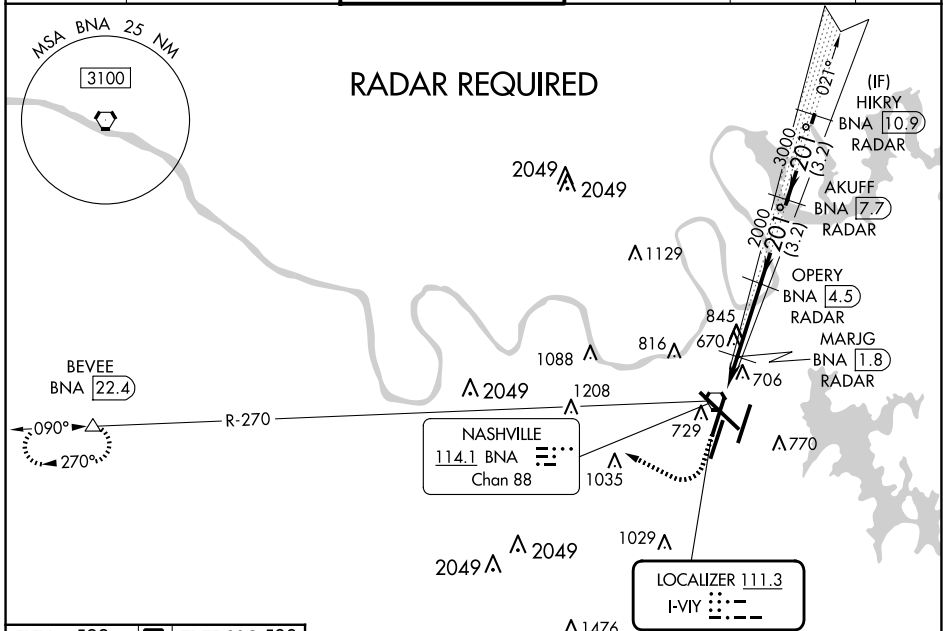 MSA BNA 25 NM
3100
RADAR REQUIRED
021°
(IF)
HIKRY
BNA 10.9
RADAR
3000
201°
(3.2)
AKUFF
BNA 7.7
RADAR
2000
201°
(3.2)
OPERY
BNA 4.5
RADAR
MARJG
BNA 1.8
RADAR
2049
2049
1129
845
670
816
706
1088
BEVEE
BNA 22.4
2049
1208
R-270
090°
270°
729
770
NASHVILLE
114.1 BNA
Chan 88
1035
1029
2049
2049
LOCALIZER 111.3
I-VIY
1476